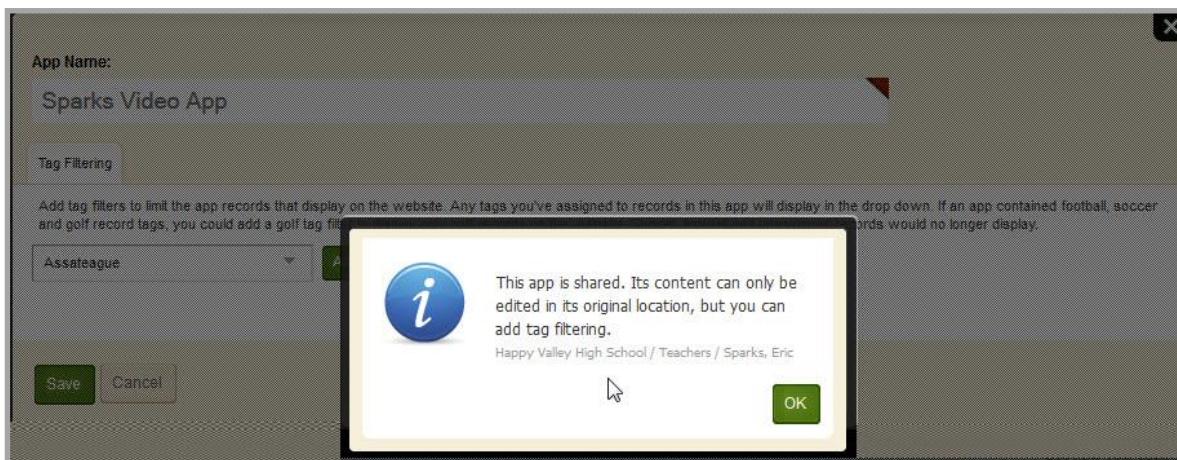 App Name:
Sparks Video App
Tag Filtering
Add tag filters to limit the app records that display on the website. Any tags you've assigned to records in this app will display in the drop down. If an app contained football, soccer
and golf record tags, you could add a golf tag
records would no longer display.
Assateague
This app is shared. Its content can only be
edited in its original location, but you can
add tag filtering.
Happy Valley High School / Teachers / Sparks, Eric
OK
Save
Cancel